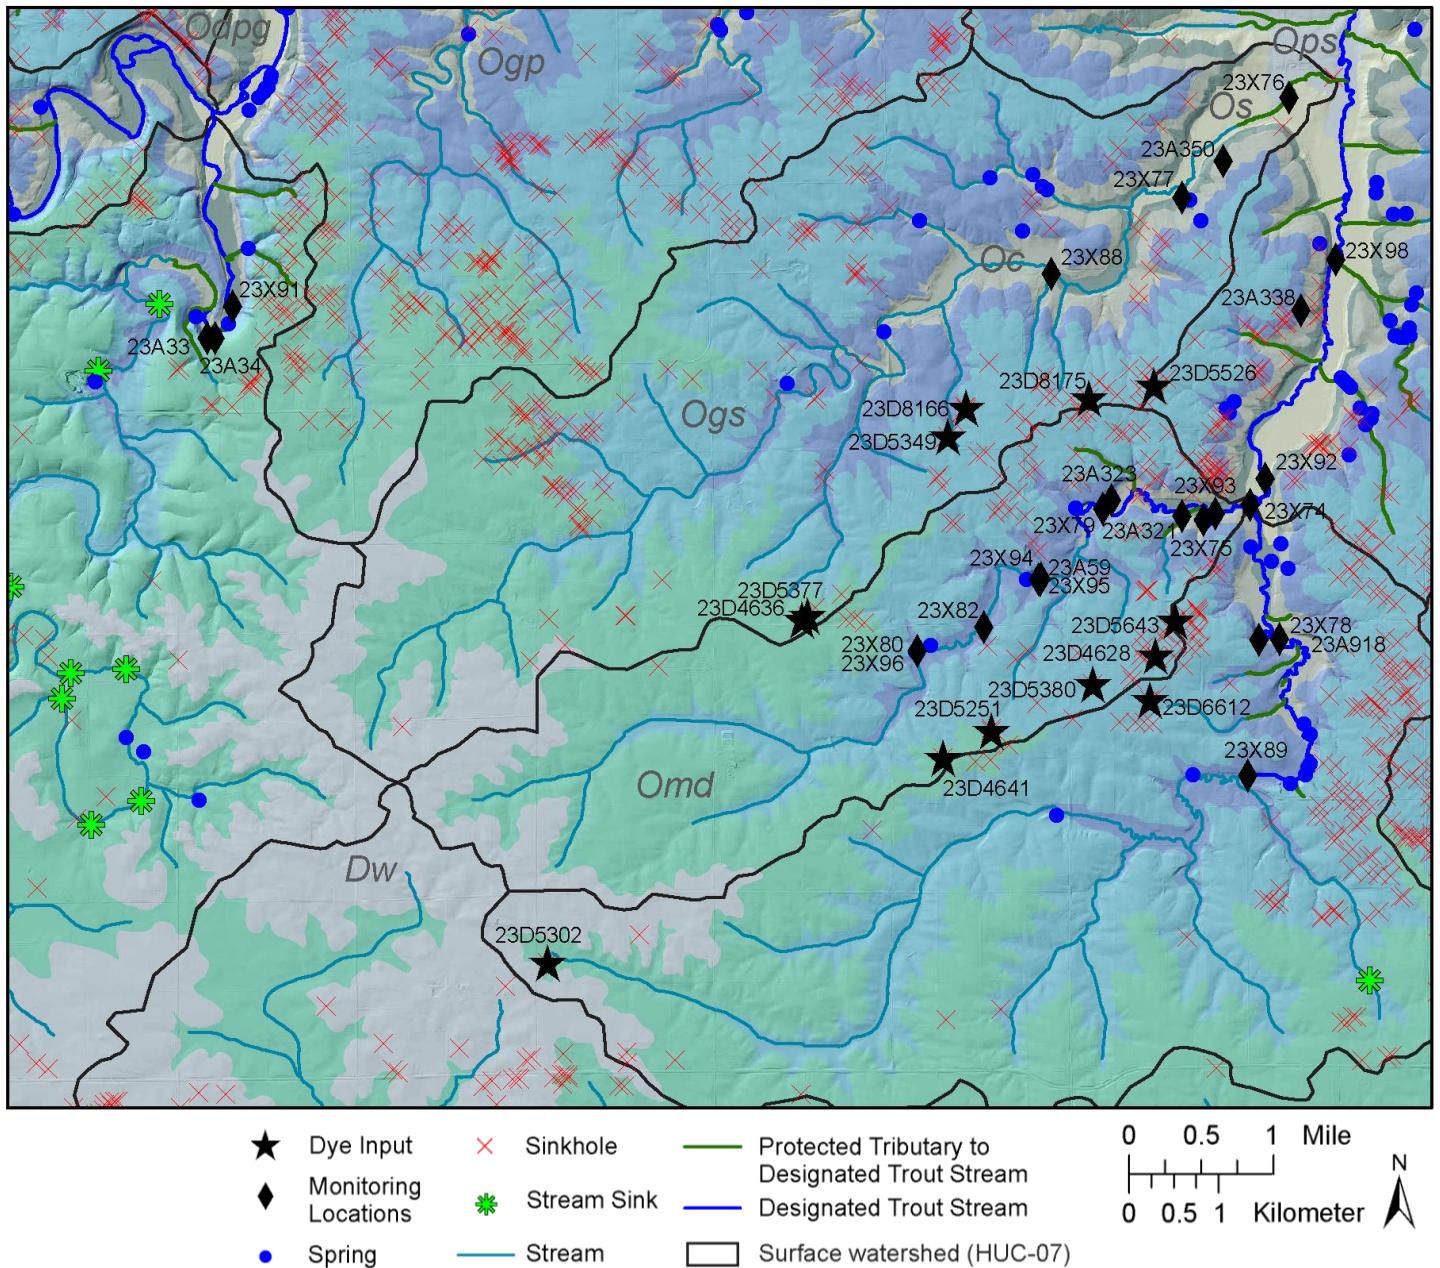 Odpg
Ogp
Ops
23X76
Os
23A350
23X77
Oc
23X88
23X98
23X91
23A338
23A33
23A34
23D8175
23D5526
Ogs
23D8166
23D5349
23X92
23A323
23X93
23X74
23X79
23A321
23X75
23X94
23A59
23X95
23D5377
23D4636
23X82
23D5643
23X78
23X80
23D4628
23A918
23X96
23D5380
23D5251
23D6612
23X89
Omd
23D4641
Dw
23D5302
Dye Input
Sinkhole
Protected Tributary to
Designated Trout Stream
0 0.5 1 Mile
Monitoring
Locations
Stream Sink
Designated Trout Stream
0 0.5 1 Kilometer
N
Spring
Stream
Surface watershed (HUC-07)